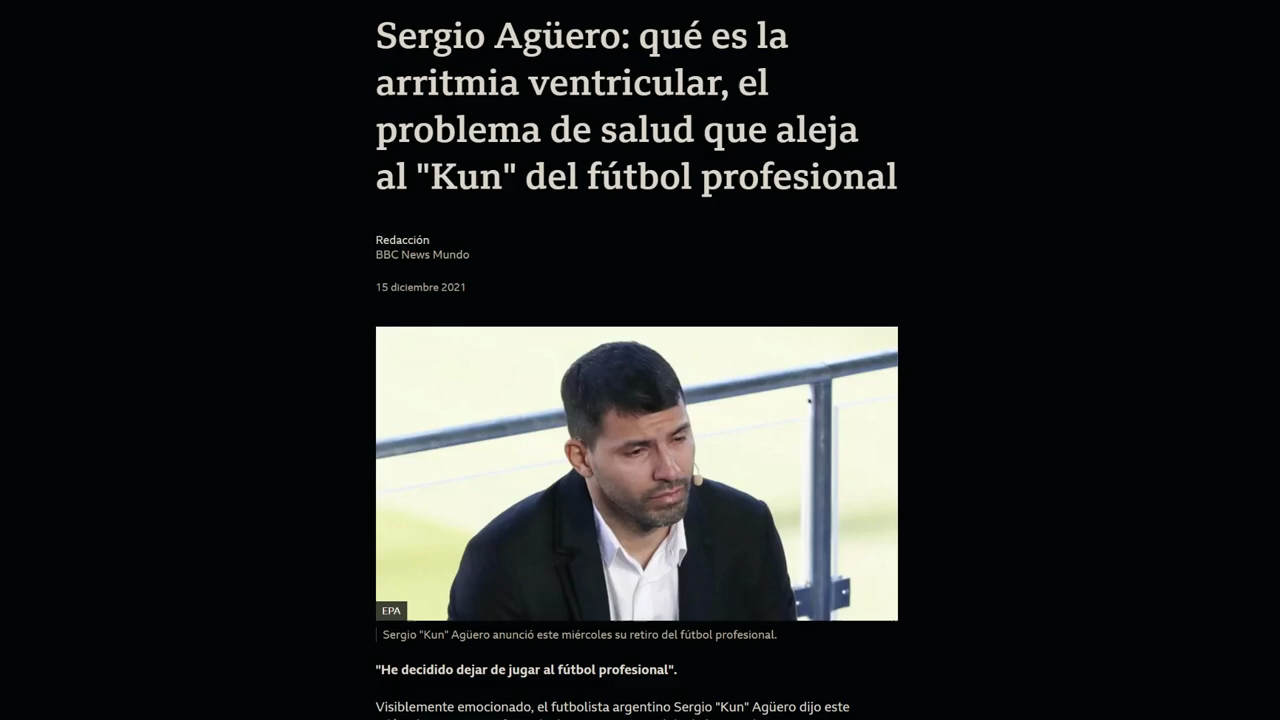 Sergio Agüero: qué es la
arritmia ventricular, el
problema de salud que aleja
al "Kun" del fútbol profesional
Redacción
BBC News Mundo
15 diciembre 2021
EPA
Sergio "Kun" Agüero anunció este miércoles su retiro del fútbol profesional.
"He decidido dejar de jugar al fútbol profesional".
Visiblemente emocionado, el futbolista argentino Sergio "Kun" Agüero dijo este